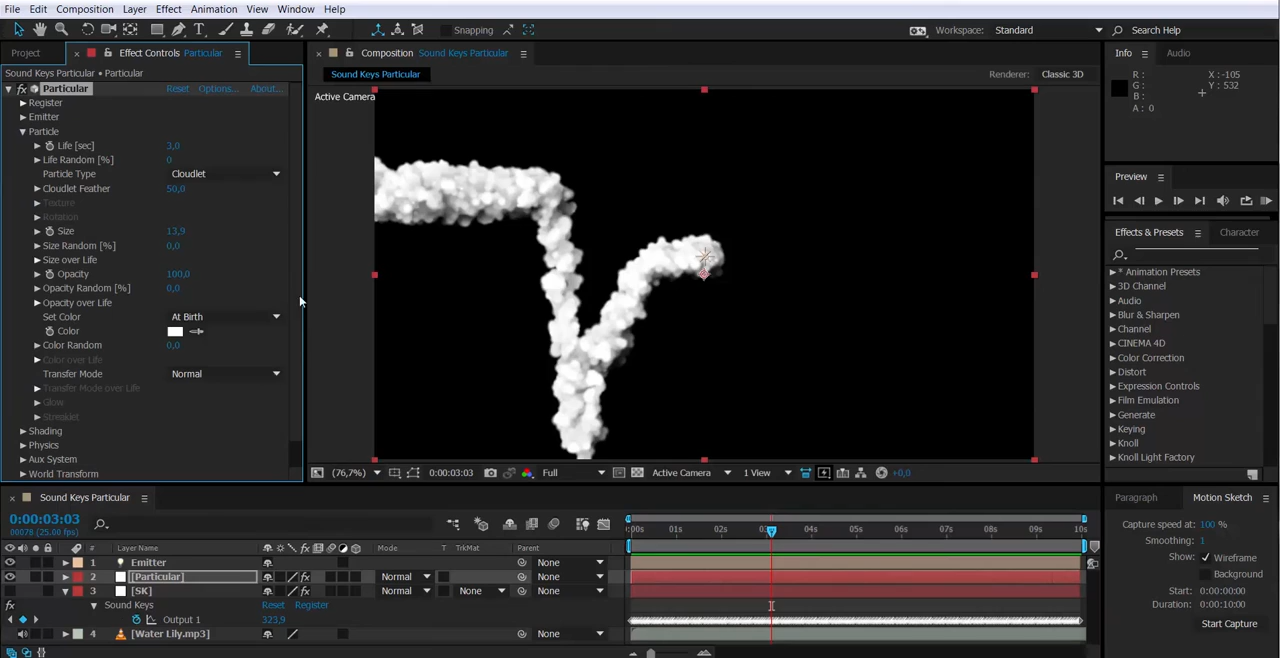 File Edit Composition Layer Effect Animation View Window Help
Snapping Workspace: Standard Search Help
Project Effect Controls Particular
Sound Keys Particular • Particular
fx Particular Reset Options... About...
Register
Emitter
Particle
Life [sec] 3,0
Life Random [%] 0
Particle Type Cloudlet
Cloudlet Feather 50,0
Texture
Rotation
Size 13,9
Size Random [%] 0,0
Size over Life
Opacity 100,0
Opacity Random [%] 0,0
Opacity over Life
Set Color At Birth
Color
Color Random 0,0
Color over Life
Transfer Mode Normal
Transfer Mode over Life
Glow
Streaklet
Shading
Physics
Aux System
World Transform
Composition Sound Keys Particular
Sound Keys Particular Renderer: Classic 3D
Active Camera
(76,7%) 0:00:03:03 Full Active Camera 1 View +0,0
Info Audio
R: X: -105
G: Y: 532
B:
A: 0
Preview
Effects & Presets Character
* Animation Presets
3D Channel
Audio
Blur & Sharpen
Channel
CINEMA 4D
Color Correction
Distort
Expression Controls
Film Emulation
Generate
Keying
Knoll
Knoll Light Factory
Sound Keys Particular
0:00:03:03
00078 (25.00 fps)
# Layer Name fx Mode T TrkMat Parent
:00s 01s 02s 03s 04s 05s 06s 07s 08s 09s 10s
1 Emitter None
2 [Particular] fx Normal None
3 [SK] fx Normal None None
fx Sound Keys Reset Register
Output 1 323,9
4 [Water Lily.mp3] None
Paragraph Motion Sketch
Capture speed at: 100 %
Smoothing: 1
Show: Wireframe
Background
Start: 0:00:00:00
Duration: 0:00:10:00
Start Capture